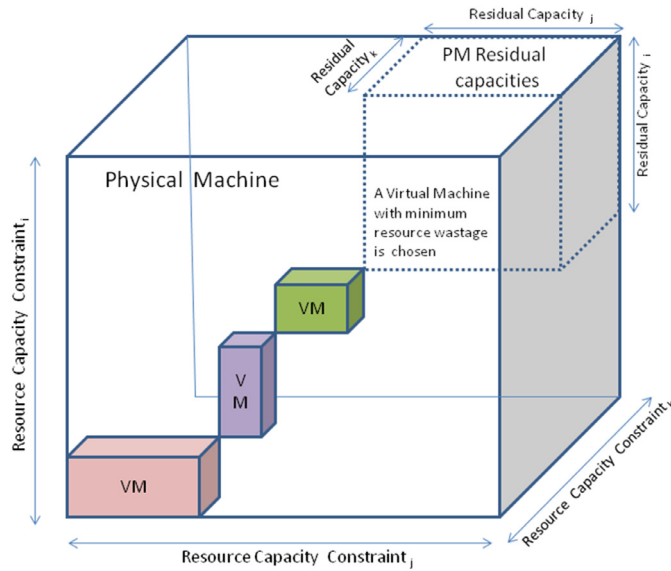 Residual Capacity j
Residual
Capacity k
PM Residual
capacities
Residual Capacity i
Physical Machine
A Virtual Machine
with minimum
resource wastage
is chosen
Resource Capacity Constraint i
VM
V
M
VM
Resource Capacity Constraint j
Resource Capacity Constraint